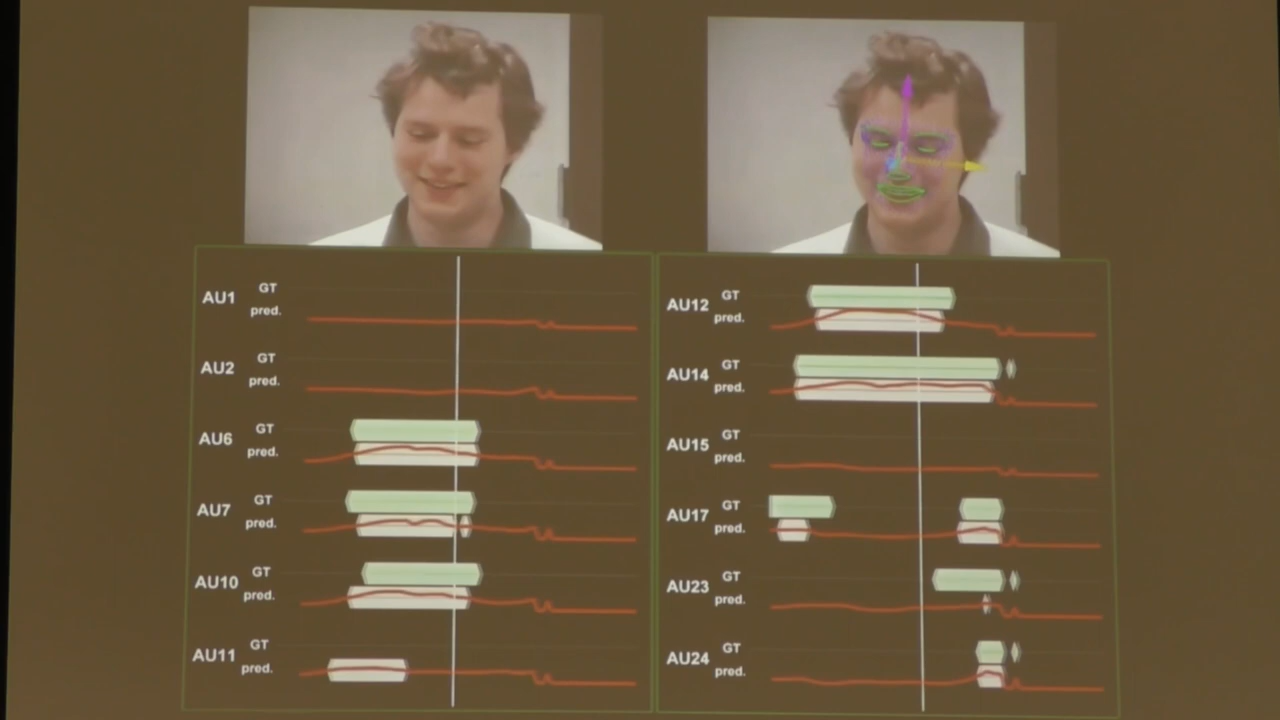 AU1 GT
pred.
AU2 GT
pred.
AU6 GT
pred.
AU7 GT
pred.
AU10 GT
pred.
AU11 GT
pred.
AU12 GT
pred.
AU14 GT
pred.
AU15 GT
pred.
AU17 GT
pred.
AU23 GT
pred.
AU24 GT
pred.